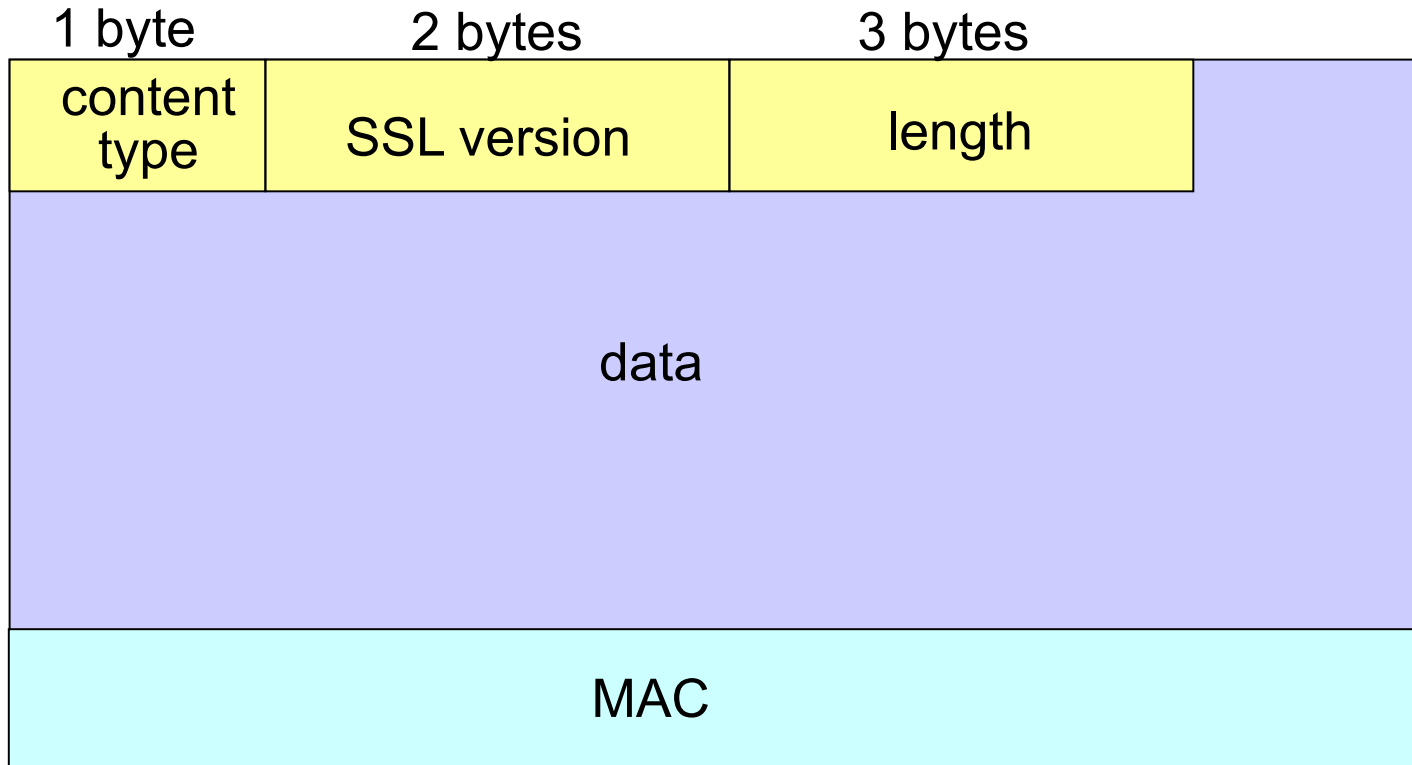 1 byte
2 bytes
3 bytes
content
type
SSL version
length
data
MAC